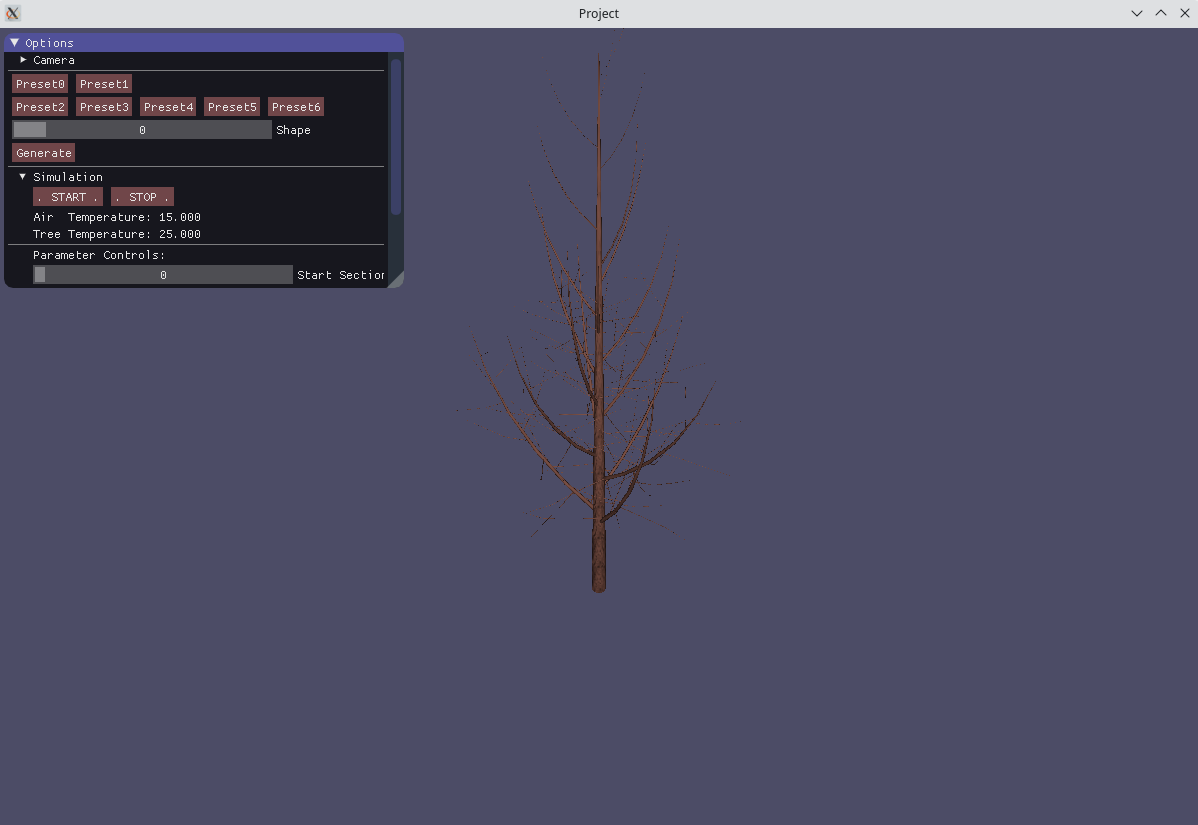 Project
Options
Camera
Preset0 Preset1
Preset2 Preset3 Preset4 Preset5 Preset6
0 Shape
Generate
Simulation
. START . . STOP .
Air Temperature: 15.000
Tree Temperature: 25.000
Parameter Controls:
0 Start Section